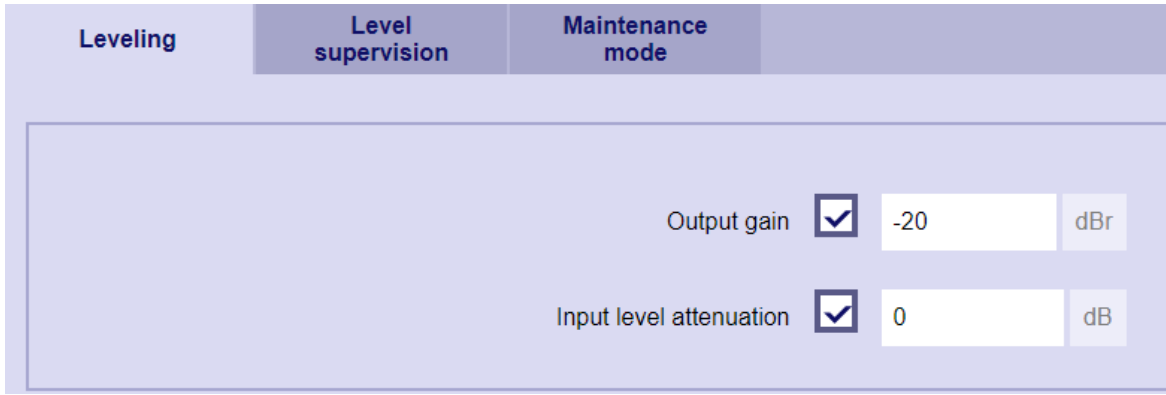 Leveling
Level
supervision
Maintenance
mode
Output gain -20 dBr
Input level attenuation 0 dB